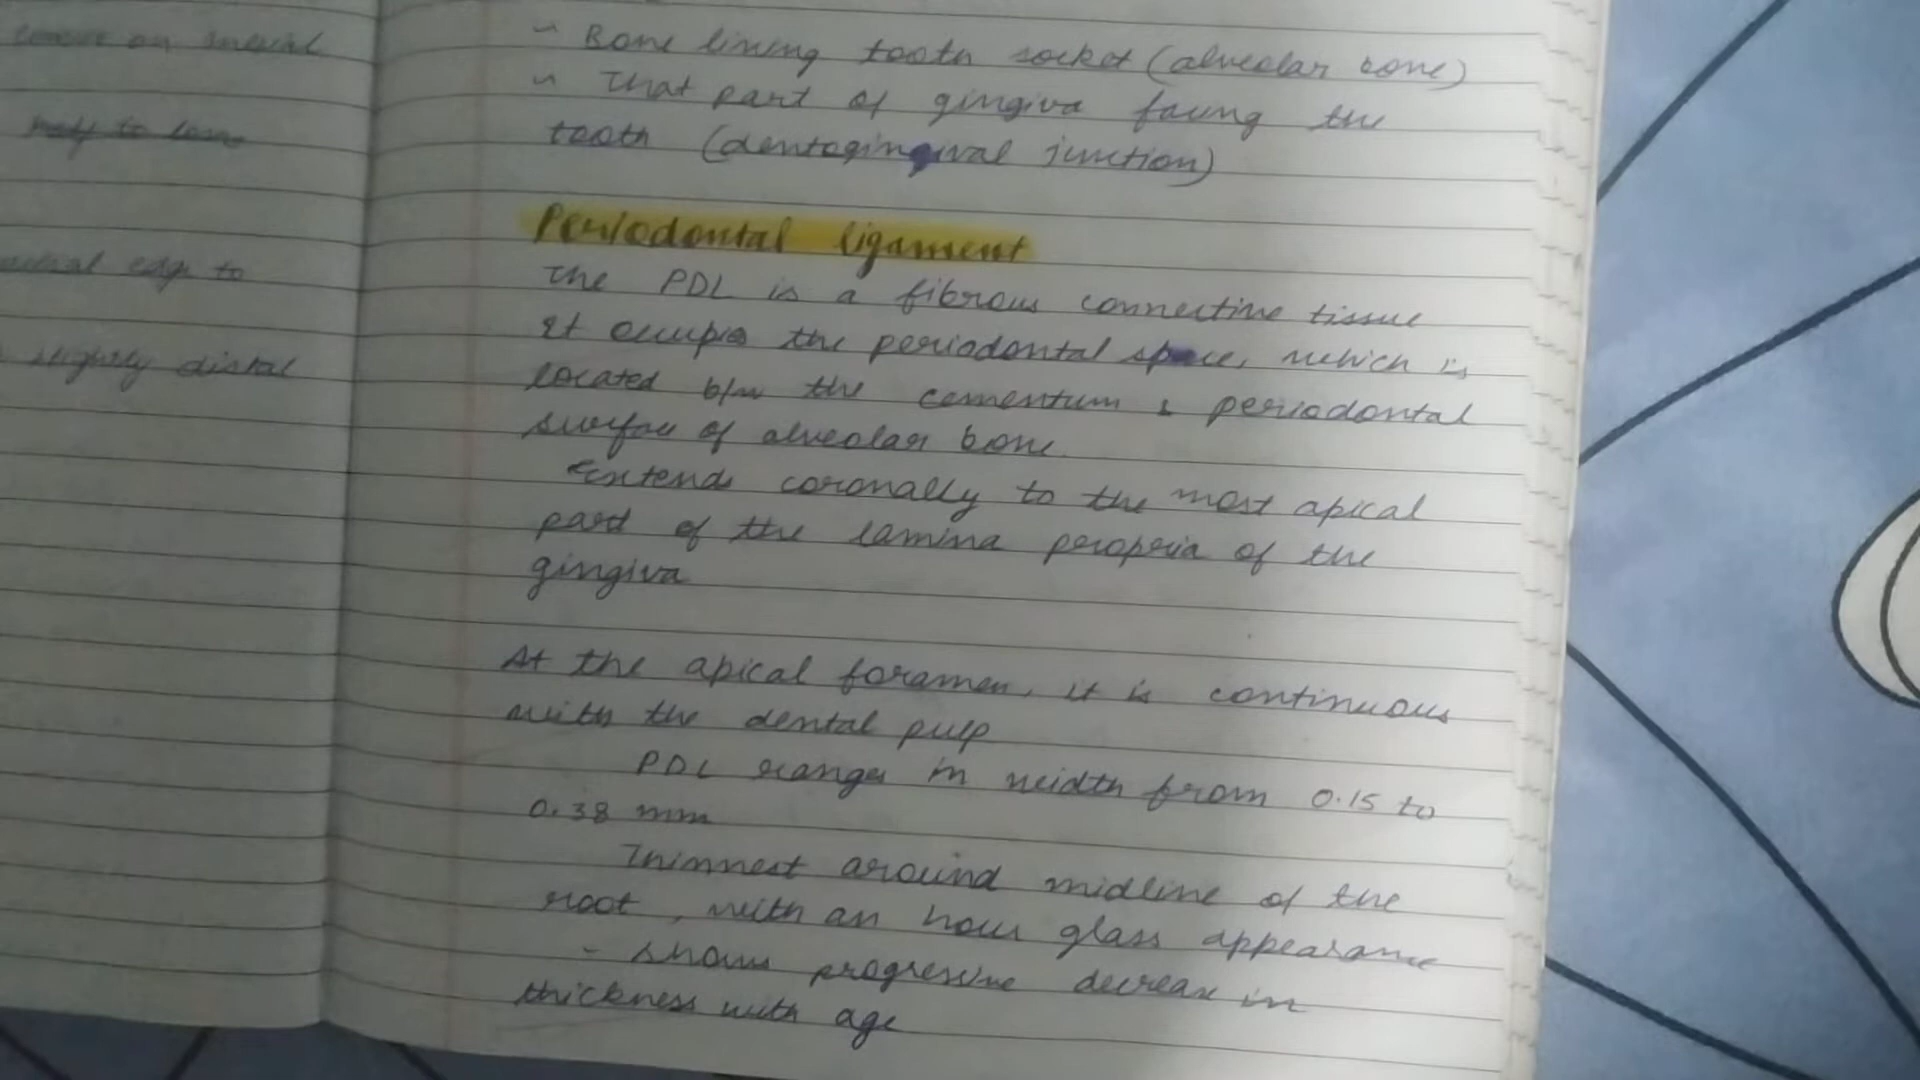 ~ Bone lining tooth socket (alveolar bone)
~ That part of gingiva facing the
tooth (dentogingival junction)
Periodontal ligament
The PDL is a fibrous connective tissue
It occupies the periodontal space, which is
located b/w the cementum & periodontal
surface of alveolar bone.
Extends coronally to the most apical
part of the lamina propria of the
gingiva
At the apical foramen, it is continuous
with the dental pulp
PDL ranges in width from 0.15 to
0.38 mm
Thinnest around midline of the
root, with an hour glass appearance
- shows progressive decrease in
thickness with age
edge to
slightly distal